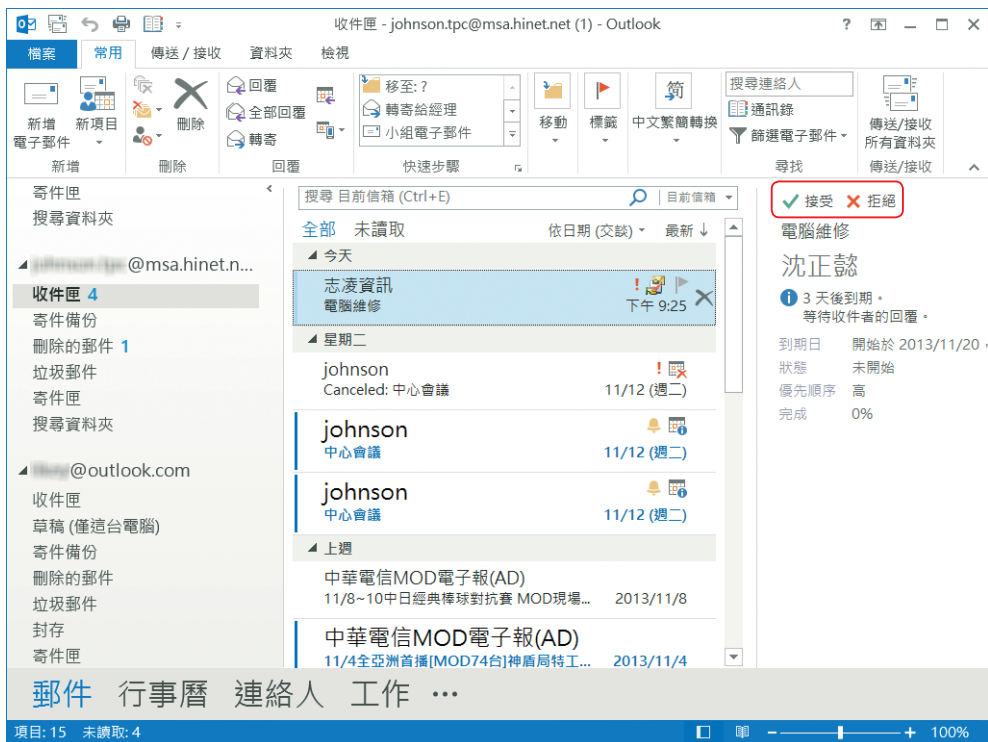 收件匣 - johnson.tpc@msa.hinet.net (1) - Outlook
檔案 常用 傳送 / 接收 資料夾 檢視
新增
電子郵件
新項目
新增
刪除
刪除
回覆
全部回覆
轉寄
回覆
移至: ?
轉寄給經理
小組電子郵件
快速步驟
移動
標籤
中文繁簡轉換
搜尋連絡人
通訊錄
篩選電子郵件
尋找
傳送/接收
所有資料夾
傳送/接收
寄件匣
搜尋資料夾
@msa.hinet.n...
收件匣 4
寄件備份
刪除的郵件 1
垃圾郵件
寄件匣
搜尋資料夾
@outlook.com
收件匣
草稿 (僅這台電腦)
寄件備份
刪除的郵件
垃圾郵件
封存
寄件匣
搜尋 目前信箱 (Ctrl+E) 目前信箱
全部 未讀取 依日期 (交談) 最新↓
今天
志凌資訊
電腦維修 下午 9:25
星期二
johnson
Canceled: 中心會議 11/12 (週二)
johnson
中心會議 11/12 (週二)
johnson
中心會議 11/12 (週二)
上週
中華電信MOD電子報(AD)
11/8~10中日經典棒球對抗賽 MOD現場... 2013/11/8
中華電信MOD電子報(AD)
11/4全亞洲首播[MOD74台]神盾局特工... 2013/11/4
接受 拒絕
電腦維修
沈正懿
3 天後到期。
等待收件者的回覆。
到期日 開始於 2013/11/20，
狀態 未開始
優先順序 高
完成 0%
郵件 行事曆 連絡人 工作 •••
項目: 15 未讀取: 4 100%